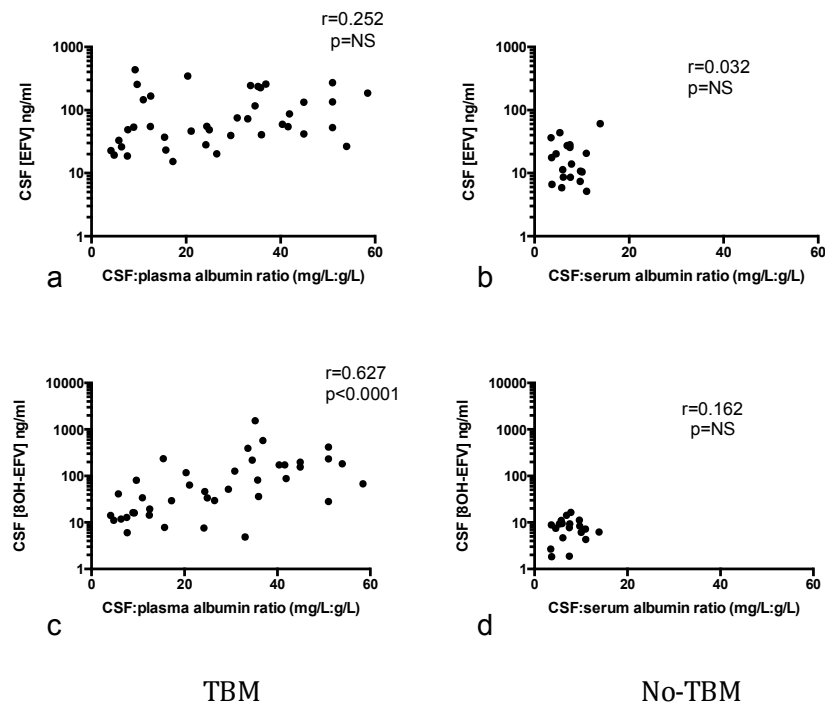 r=0.252
p=NS
1000
100
10
1
0
20
40
60
CSF [EFV] ng/ml
CSF:plasma albumin ratio (mg/L:g/L)
a
r=0.032
p=NS
1000
100
10
1
0
20
40
60
CSF [EFV] ng/ml
CSF:serum albumin ratio (mg/L:g/L)
b
r=0.627
p<0.0001
10000
1000
100
10
1
0
20
40
60
CSF [8OH-EFV] ng/ml
CSF:plasma albumin ratio (mg/L:g/L)
c
r=0.162
p=NS
10000
1000
100
10
1
0
20
40
60
CSF [8OH-EFV] ng/ml
CSF:serum albumin ratio (mg/L:g/L)
d
TBM
No-TBM